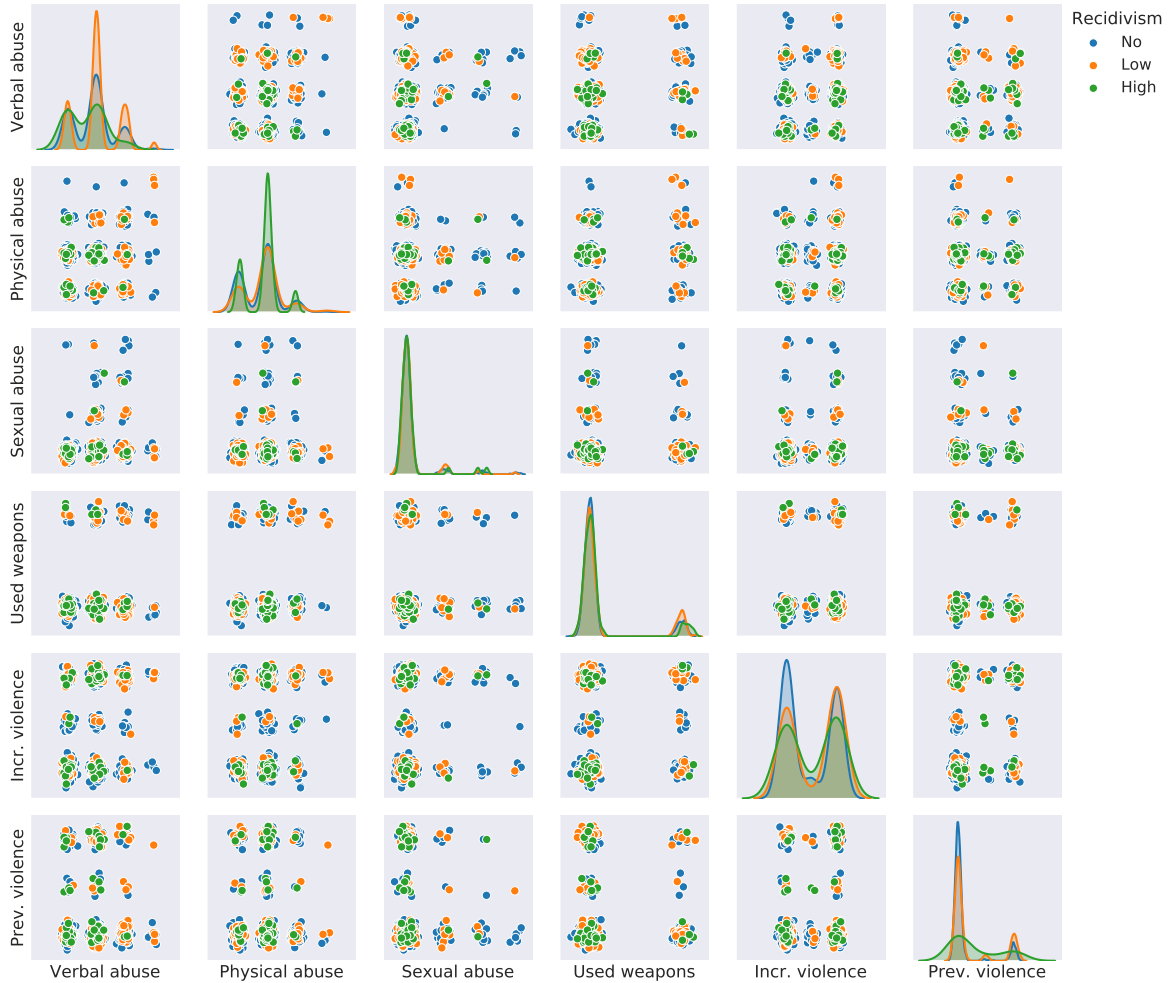 Recidivism
No
Low
High
Verbal abuse
Physical abuse
Sexual abuse
Used weapons
Incr. violence
Prev. violence
Verbal abuse
Physical abuse
Sexual abuse
Used weapons
Incr. violence
Prev. violence